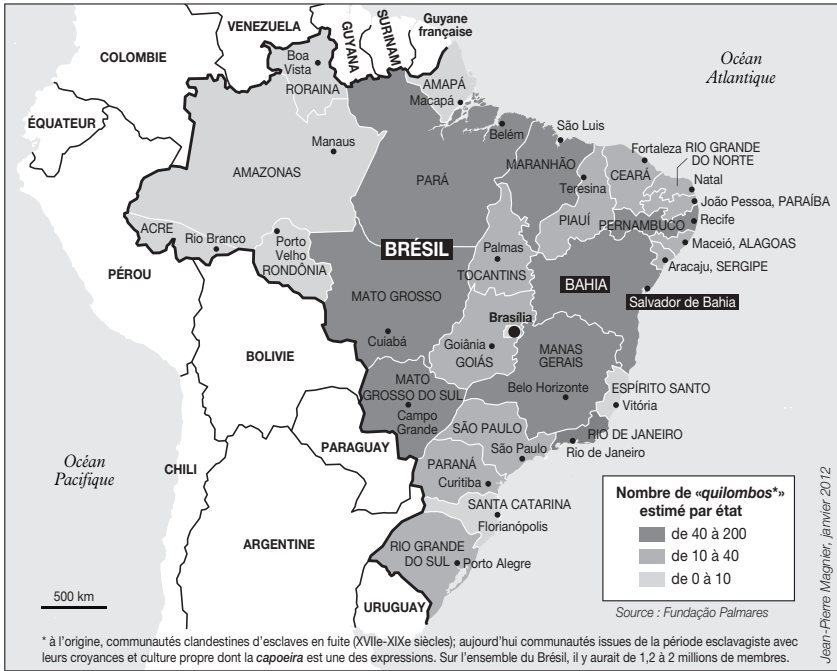 VENEZUELA
Guyane
française
COLOMBIE
GUYANA
SURINAM
Océan
Atlantique
Boa
Vista
RORAINA
AMAPÁ
Macapá
ÉQUATEUR
Manaus
Belém
São Luis
AMAZONAS
PARÁ
MARANHÃO
Fortaleza
RIO GRANDE
DO NORTE
CEARÁ
Teresina
Natal
João Pessoa, PARAÍBA
PIAUÍ
PERNAMBUCO
Recife
ACRE
Rio Branco
Porto
Velho
RONDÔNIA
BRÉSIL
Palmas
TOCANTINS
Maceió, ALAGOAS
Aracaju, SERGIPE
PÉROU
BAHIA
MATO GROSSO
Salvador de Bahia
Brasília
Cuiabá
Goiânia
GOIÁS
BOLIVIE
MANAS
GERAIS
MATO
GROSSO DO SUL
Belo Horizonte
ESPÍRITO SANTO
Vitória
Campo
Grande
SÃO PAULO
RIO DE JANEIRO
Rio de Janeiro
PARAGUAY
São Paulo
Océan
Pacifique
CHILI
PARANÁ
Curitiba
SANTA CATARINA
Florianópolis
ARGENTINE
RIO GRANDE
DO SUL
Porto Alegre
URUGUAY
500 km
Nombre de «quilombos*»
estimé par état
de 40 à 200
de 10 à 40
de 0 à 10
Source : Fundação Palmares
Jean-Pierre Magnier, janvier 2012
* à l'origine, communautés clandestines d'esclaves en fuite (XVIIe-XIXe siècles); aujourd'hui communautés issues de la période esclavagiste avec
leurs croyances et culture propre dont la capoeira est une des expressions. Sur l'ensemble du Brésil, il y aurait de 1,2 à 2 millions de membres.